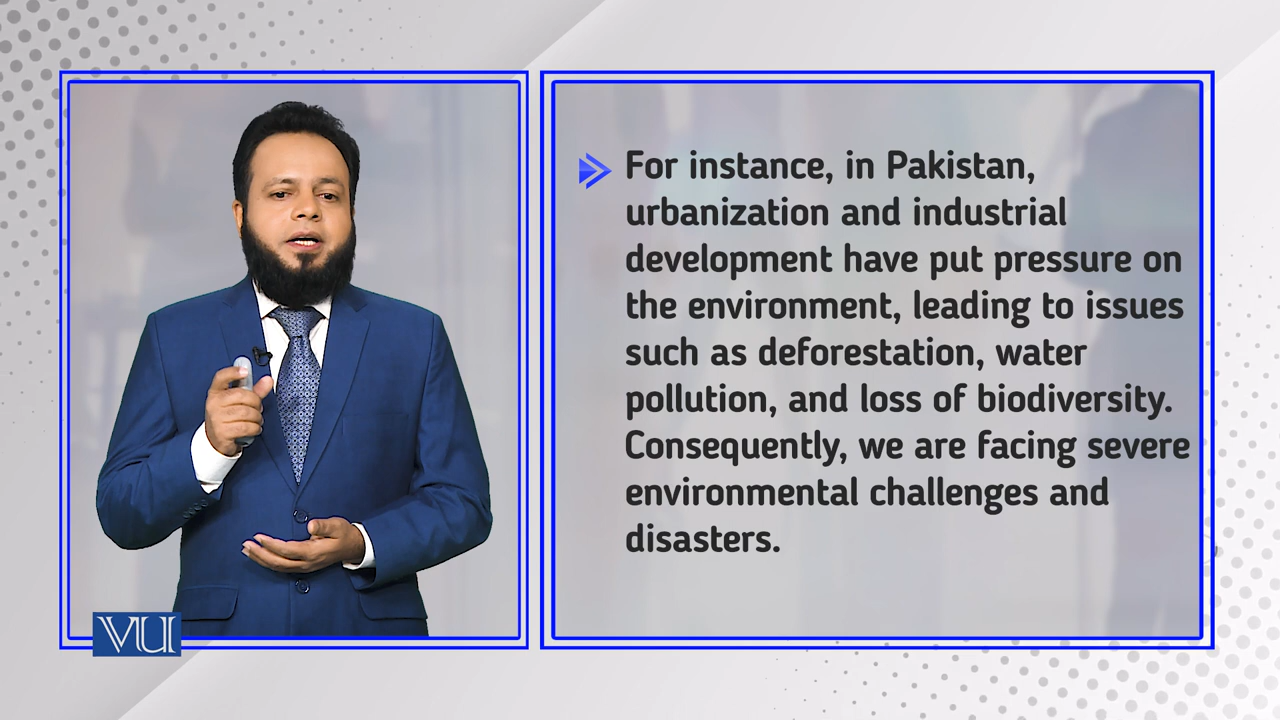 For instance, in Pakistan,
urbanization and industrial
development have put pressure on
the environment, leading to issues
such as deforestation, water
pollution, and loss of biodiversity.
Consequently, we are facing severe
environmental challenges and
disasters.
VU